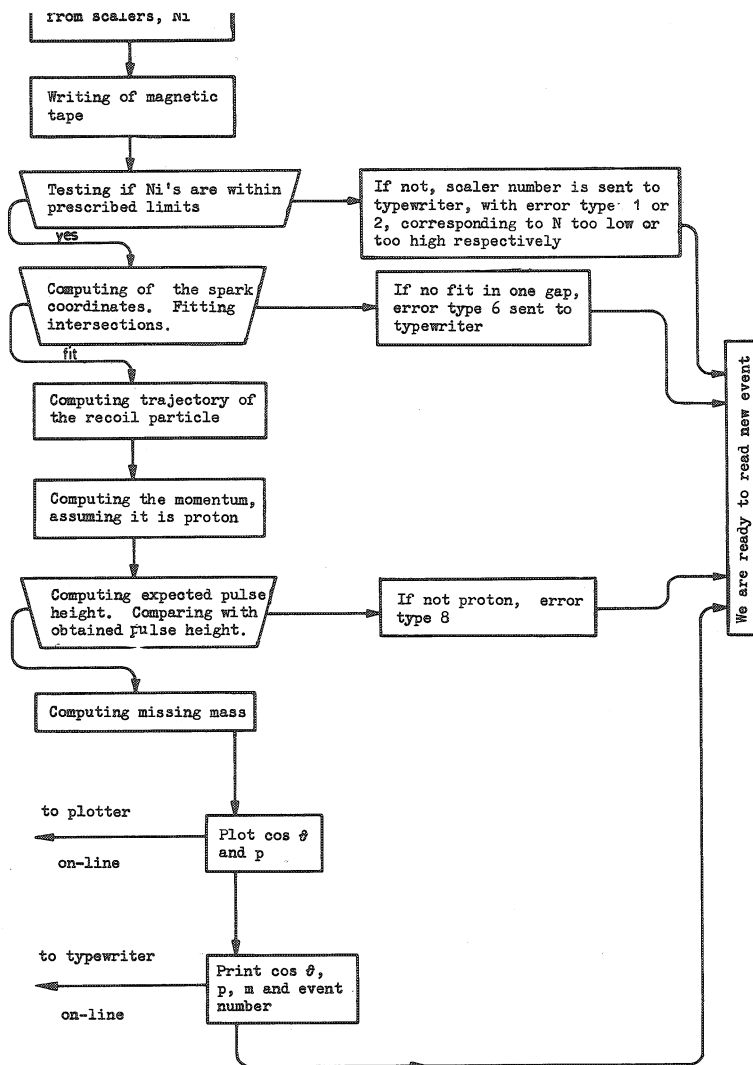 from scalers, Ni
Writing of magnetic
tape
Testing if Ni's are within
prescribed limits
If not, scaler number is sent to
typewriter, with error type 1 or
2, corresponding to N too low or
too high respectively
yes
Computing of the spark
coordinates. Fitting
intersections.
If no fit in one gap,
error type 6 sent to
typewriter
fit
Computing trajectory of
the recoil particle
We are ready to read new event
Computing the momentum,
assuming it is proton
Computing expected pulse
height. Comparing with
obtained pulse height.
If not proton, error
type 8
Computing missing mass
to plotter
on-line
Plot cos ϑ
and p
to typewriter
on-line
Print cos ϑ,
p, m and event
number